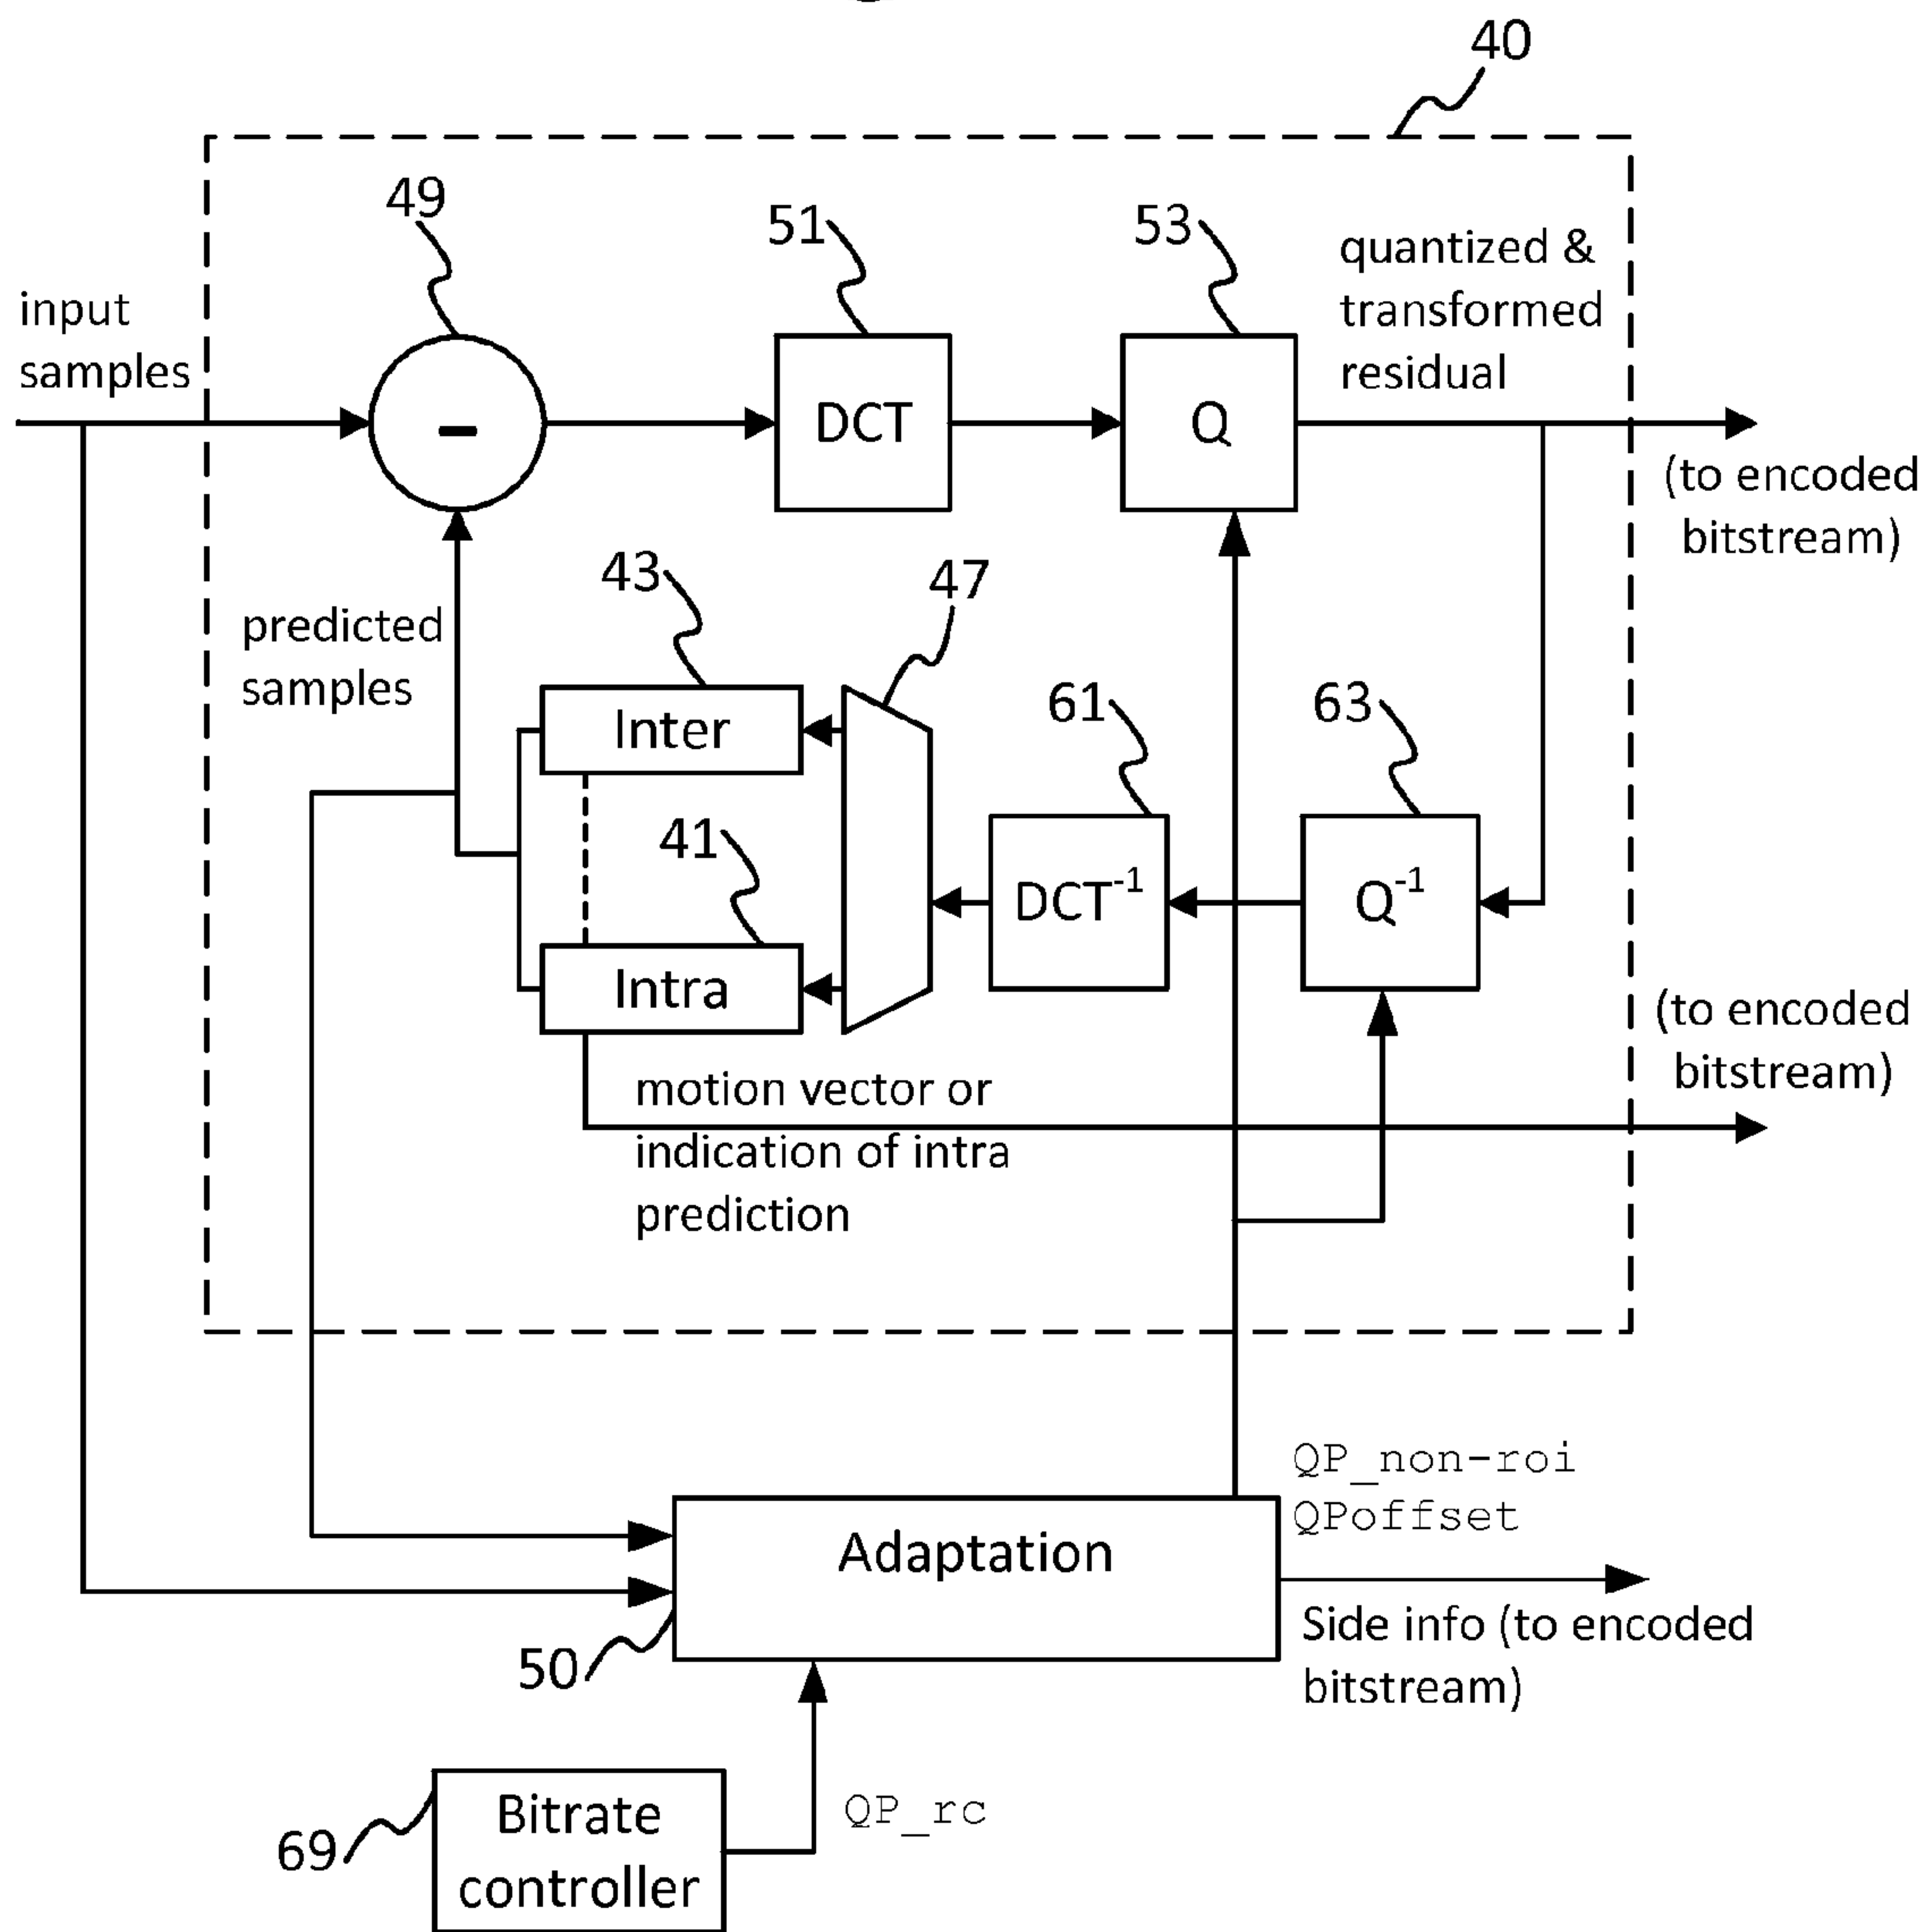 40
49
51
53
quantized &
transformed
residual
input
samples
-
DCT
Q
(to encoded
bitstream)
43
47
predicted
samples
61
63
Inter
41
DCT-1
Q-1
Intra
(to encoded
bitstream)
motion vector or
indication of intra
prediction
QP_non-roi
QPoffset
Adaptation
Side info (to encoded
bitstream)
50
QP_rc
Bitrate
controller
69